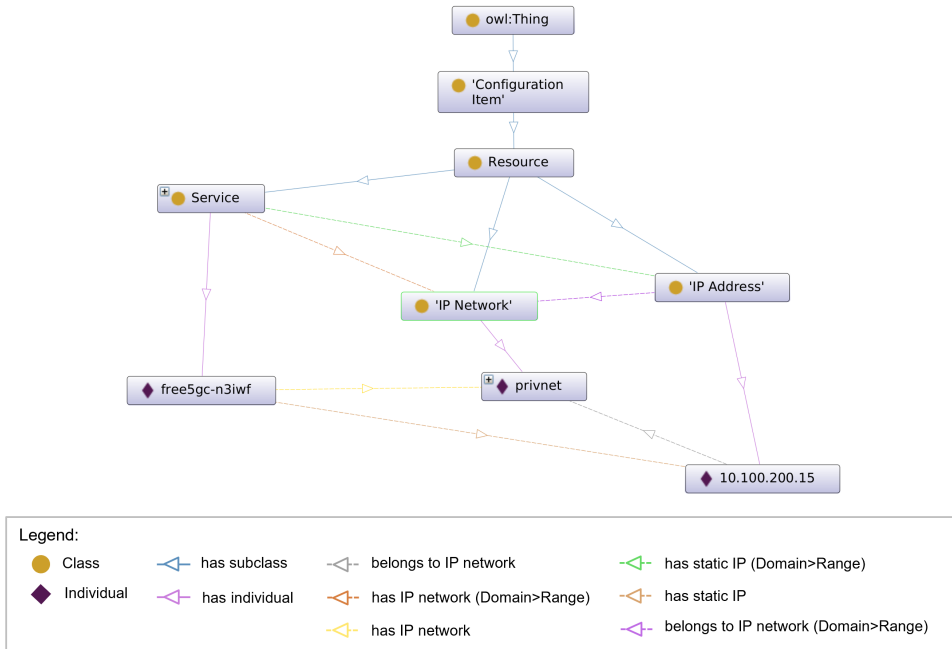 owl:Thing
'Configuration
Item'
Resource
Service
'IP Address'
'IP Network'
free5gc-n3iwf
privnet
10.100.200.15
Legend:
Class
has subclass
belongs to IP network
has static IP (Domain>Range)
Individual
has individual
has IP network (Domain>Range)
has static IP
has IP network
belongs to IP network (Domain>Range)